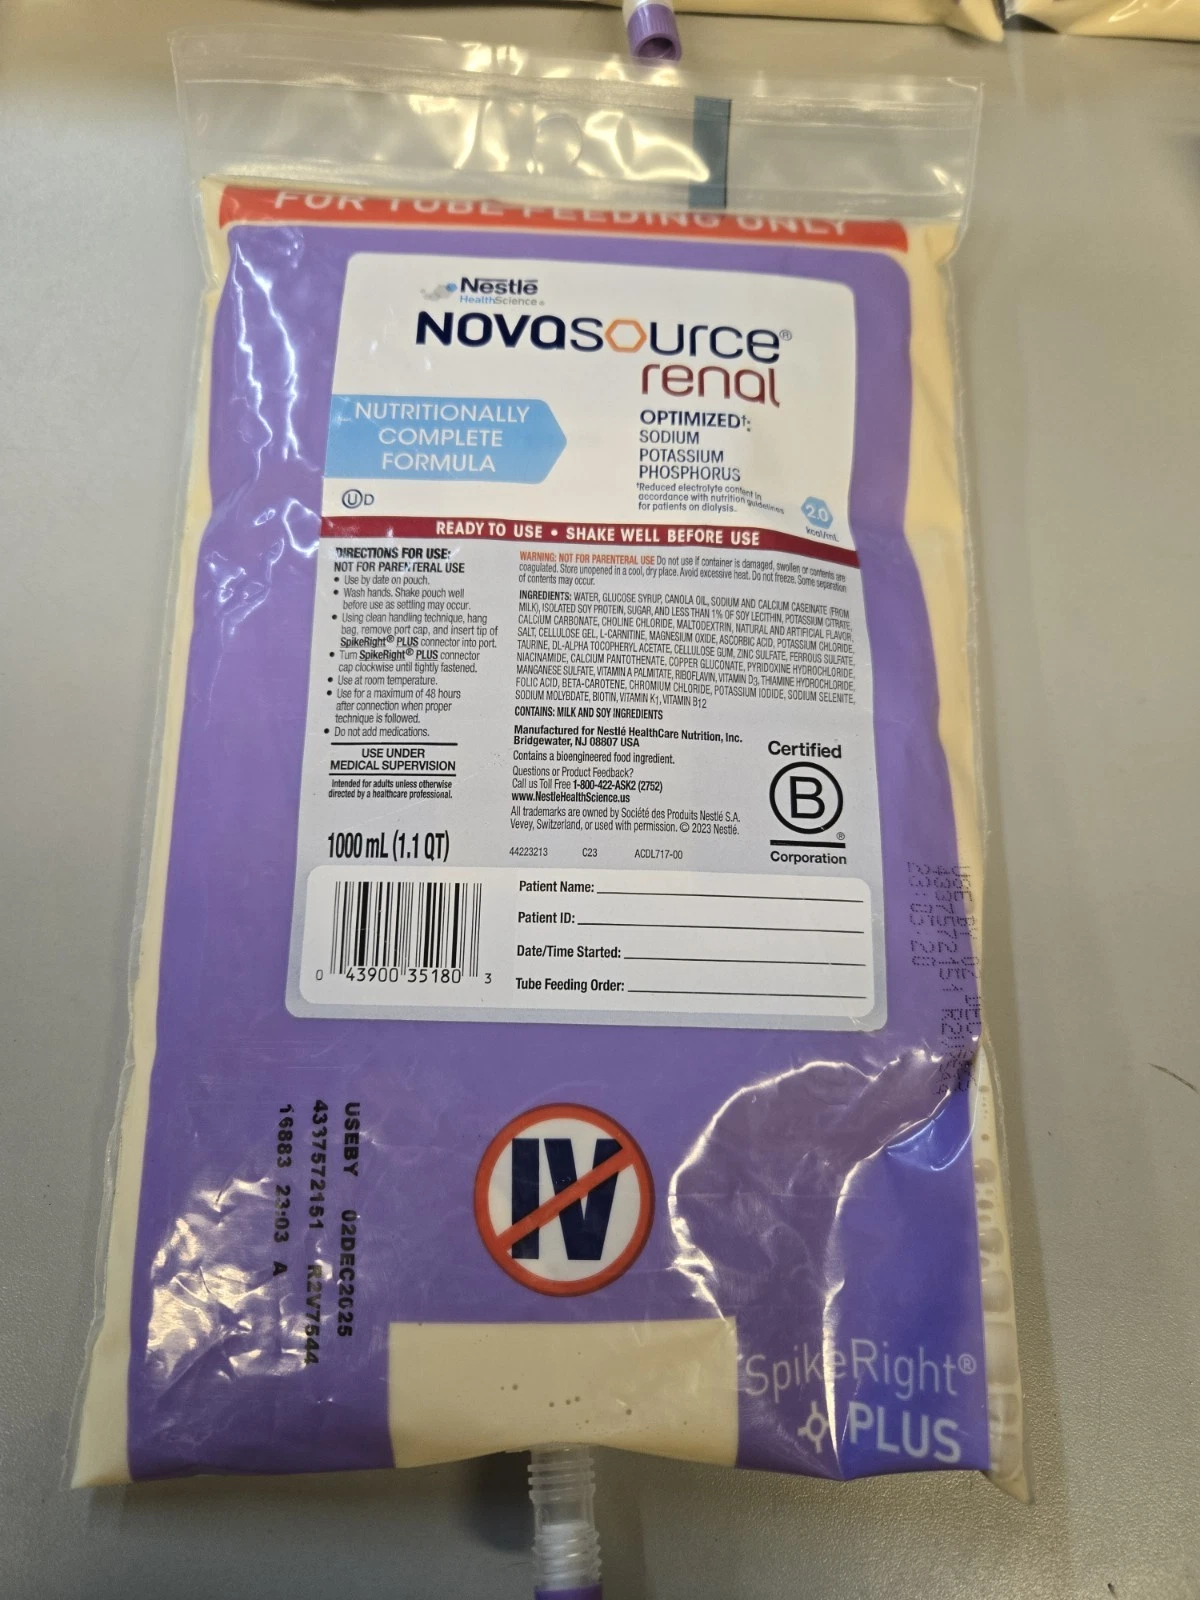 FOR TUBE FEEDING ONLY
Nestlé
HealthScience®
NOVASOURCE®
renal
NUTRITIONALLY
COMPLETE
FORMULA
OPTIMIZED†:
SODIUM
POTASSIUM
PHOSPHORUS
†Reduced electrolyte content in
accordance with nutrition guidelines
for patients on dialysis.
2.0
kcal/mL
UD
READY TO USE • SHAKE WELL BEFORE USE
DIRECTIONS FOR USE:
NOT FOR PARENTERAL USE
• Use by date on pouch.
• Wash hands. Shake pouch well
before use as settling may occur.
• Using clean handling technique, hang
bag, remove port cap, and insert tip of
SpikeRight® PLUS connector into port.
• Turn SpikeRight® PLUS connector
cap clockwise until tightly fastened.
• Use at room temperature.
• Use for a maximum of 48 hours
after connection when proper
technique is followed.
• Do not add medications.
USE UNDER
MEDICAL SUPERVISION
Intended for adults unless otherwise
directed by a healthcare professional.
1000 mL (1.1 QT)
WARNING: NOT FOR PARENTERAL USE Do not use if container is damaged, swollen or contents are
coagulated. Store unopened in a cool, dry place. Avoid excessive heat. Do not freeze. Some separation
of contents may occur.
INGREDIENTS: WATER, GLUCOSE SYRUP, CANOLA OIL, SODIUM AND CALCIUM CASEINATE (FROM
MILK), ISOLATED SOY PROTEIN, SUGAR, AND LESS THAN 1% OF SOY LECITHIN, POTASSIUM CITRATE,
CALCIUM CARBONATE, CHOLINE CHLORIDE, MALTODEXTRIN, NATURAL AND ARTIFICIAL FLAVOR,
SALT, CELLULOSE GEL, L-CARNITINE, MAGNESIUM OXIDE, ASCORBIC ACID, POTASSIUM CHLORIDE,
TAURINE, DL-ALPHA TOCOPHERYL ACETATE, CELLULOSE GUM, ZINC SULFATE, FERROUS SULFATE,
NIACINAMIDE, CALCIUM PANTOTHENATE, COPPER GLUCONATE, PYRIDOXINE HYDROCHLORIDE,
MANGANESE SULFATE, VITAMIN A PALMITATE, RIBOFLAVIN, VITAMIN D3, THIAMINE HYDROCHLORIDE,
FOLIC ACID, BETA-CAROTENE, CHROMIUM CHLORIDE, POTASSIUM IODIDE, SODIUM SELENITE,
SODIUM MOLYBDATE, BIOTIN, VITAMIN K1, VITAMIN B12
CONTAINS: MILK AND SOY INGREDIENTS
Manufactured for Nestlé HealthCare Nutrition, Inc.
Bridgewater, NJ 08807 USA
Contains a bioengineered food ingredient.
Questions or Product Feedback?
Call us Toll Free 1-800-422-ASK2 (2752)
www.NestleHealthScience.us
All trademarks are owned by Société des Produits Nestlé S.A.
Vevey, Switzerland, or used with permission. © 2023 Nestlé.
44223213 C23 ACDL717-00
Certified
B
®
Corporation
0 43900 35180 3
Patient Name:
Patient ID:
Date/Time Started:
Tube Feeding Order:
USEBY 02DEC2025
4337572151 R2V7544
16883 23:03 A
IV
SpikeRight®
PLUS